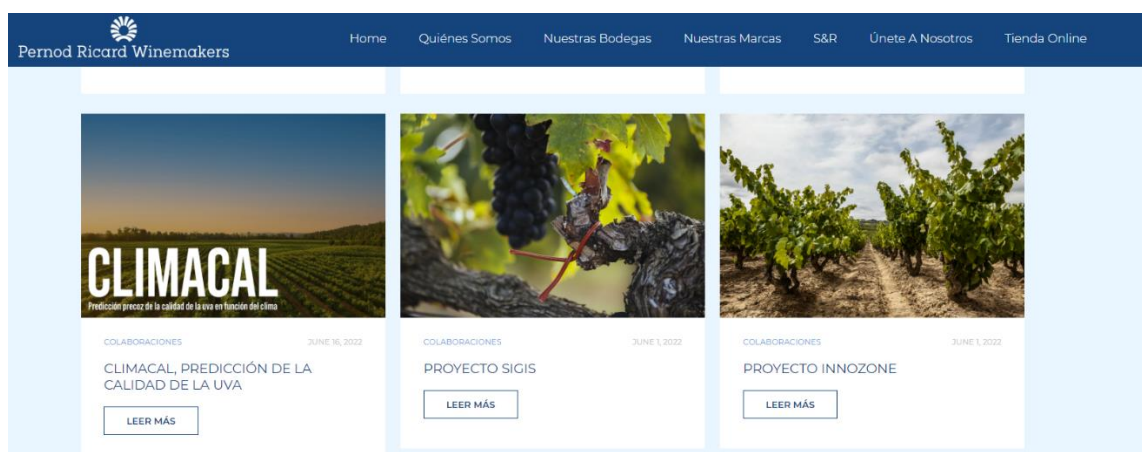 Pernod Ricard Winemakers
Home Quiénes Somos Nuestras Bodegas Nuestras Marcas S&R Únete A Nosotros Tienda Online
CLIMACAL
Predicción precoz de la calidad de la uva en función del clima
COLABORACIONES JUNE 16, 2022
CLIMACAL, PREDICCIÓN DE LA
CALIDAD DE LA UVA
LEER MÁS
COLABORACIONES JUNE 1, 2022
PROYECTO SIGIS
LEER MÁS
COLABORACIONES JUNE 1, 2022
PROYECTO INNOZONE
LEER MÁS